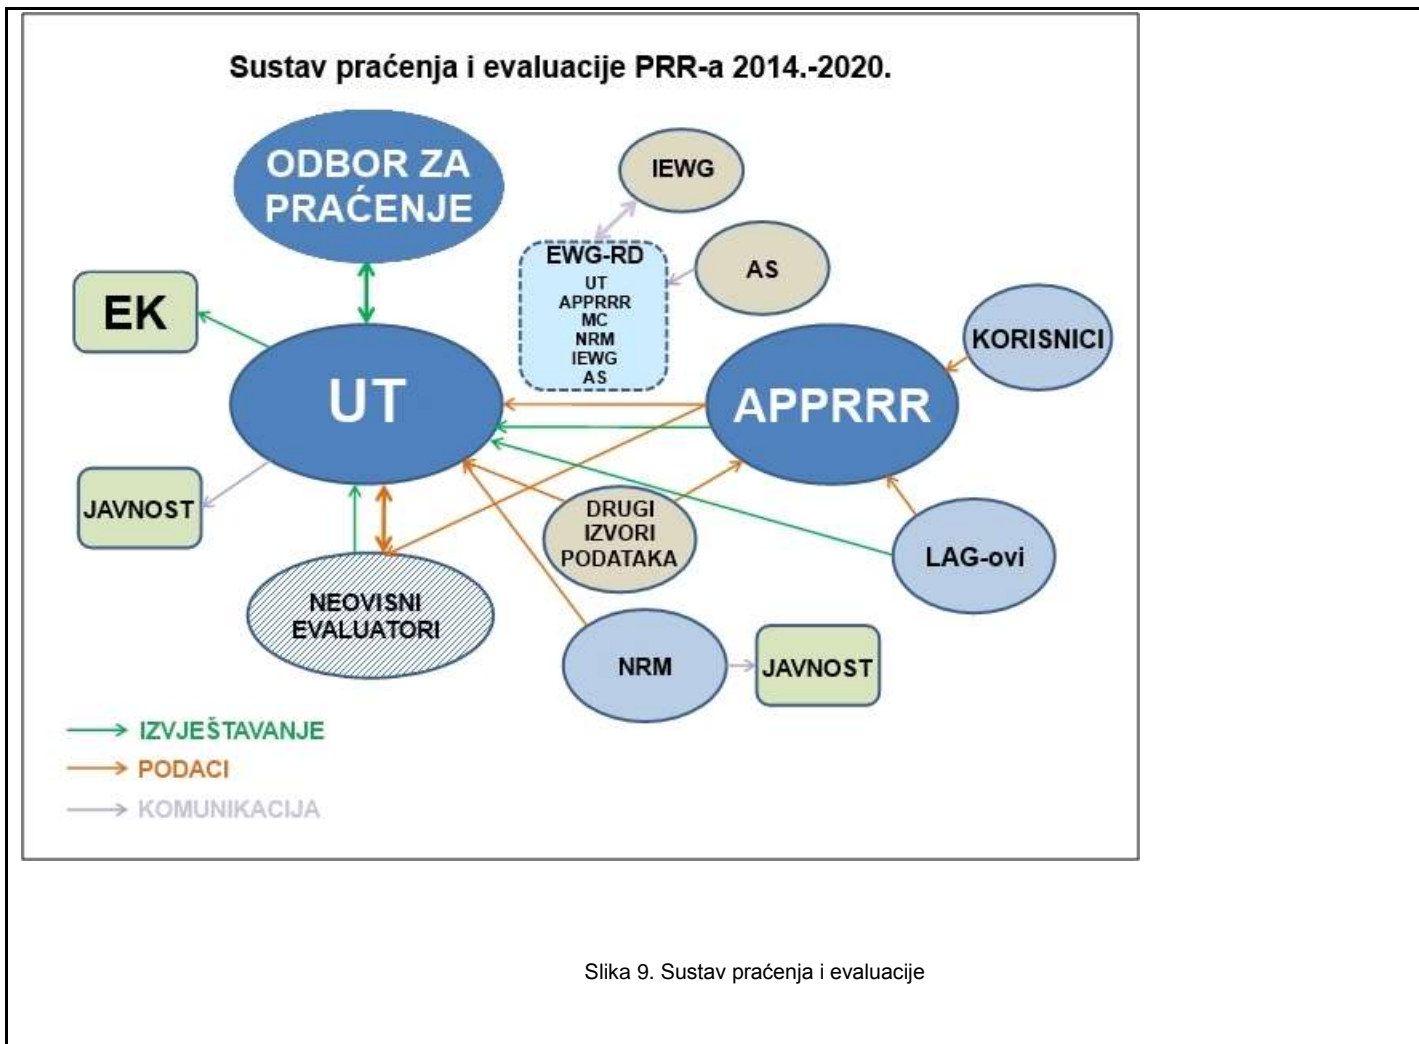 Sustav praćenja i evaluacije PRR-a 2014.-2020.
ODBOR ZA
PRAĆENJE
IEWG
EWG-RD
UT
APPRRR
MC
NRM
IEWG
AS
AS
EK
KORISNICI
UT
APPRRR
JAVNOST
DRUGI
IZVORI
PODATAKA
LAG-ovi
NEOVISNI
EVALUATORI
NRM
JAVNOST
IZVJEŠTAVANJE
PODACI
KOMUNIKACIJA
Slika 9. Sustav praćenja i evaluacije